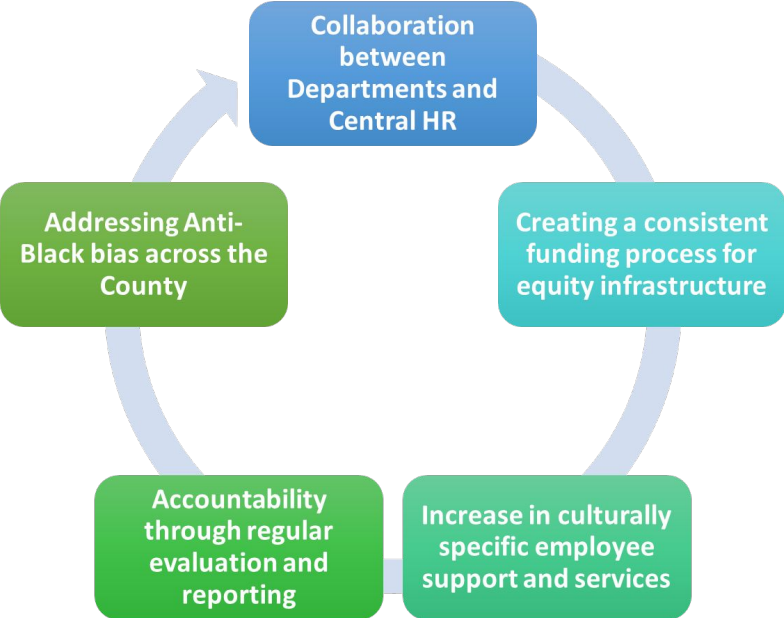 Collaboration
between
Departments and
Central HR
Creating a consistent
funding process for
equity infrastructure
Increase in culturally
specific employee
support and services
Accountability
through regular
evaluation and
reporting
Addressing Anti-
Black bias across the
County